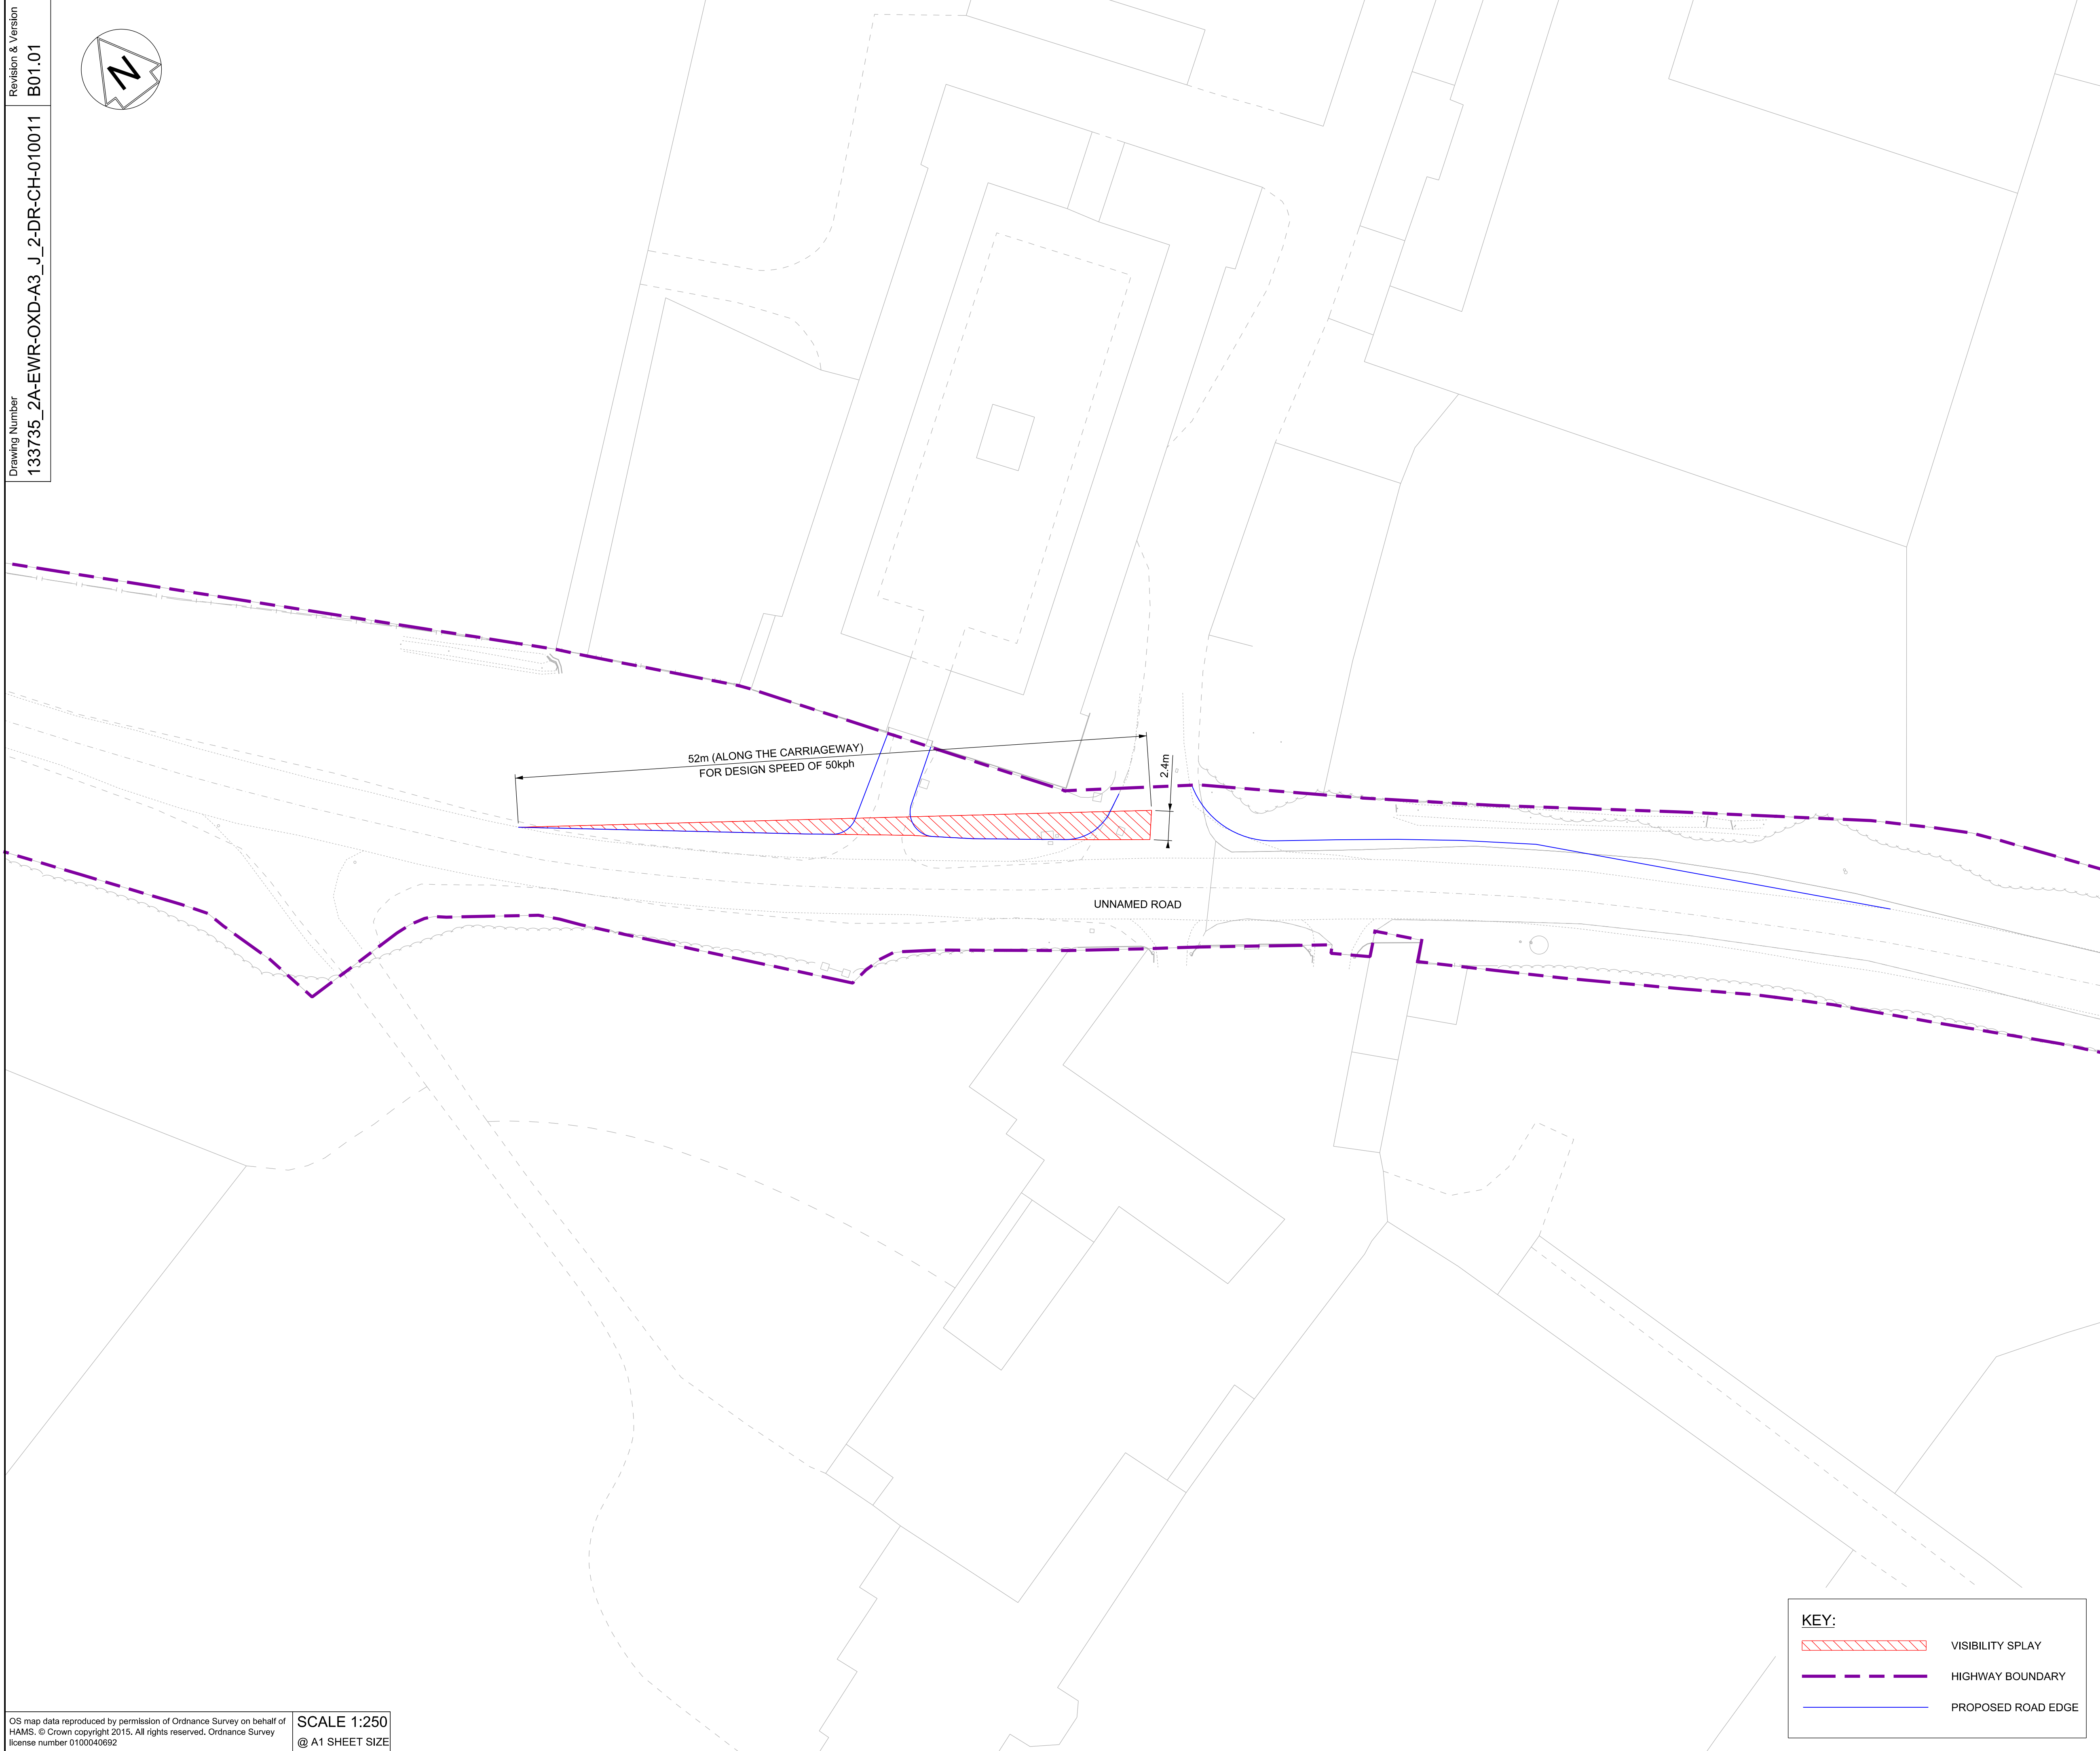 Revision & Version
B01.01
Drawing Number
133735_2A-EWR-OXD-A3_J_2-DR-CH-010011
N
52m (ALONG THE CARRIAGEWAY)
FOR DESIGN SPEED OF 50kph
2.4m
UNNAMED ROAD
KEY:
VISIBILITY SPLAY
HIGHWAY BOUNDARY
PROPOSED ROAD EDGE
OS map data reproduced by permission of Ordnance Survey on behalf of
HAMS. © Crown copyright 2015. All rights reserved. Ordnance Survey
license number 0100040692
SCALE 1:250
@ A1 SHEET SIZE